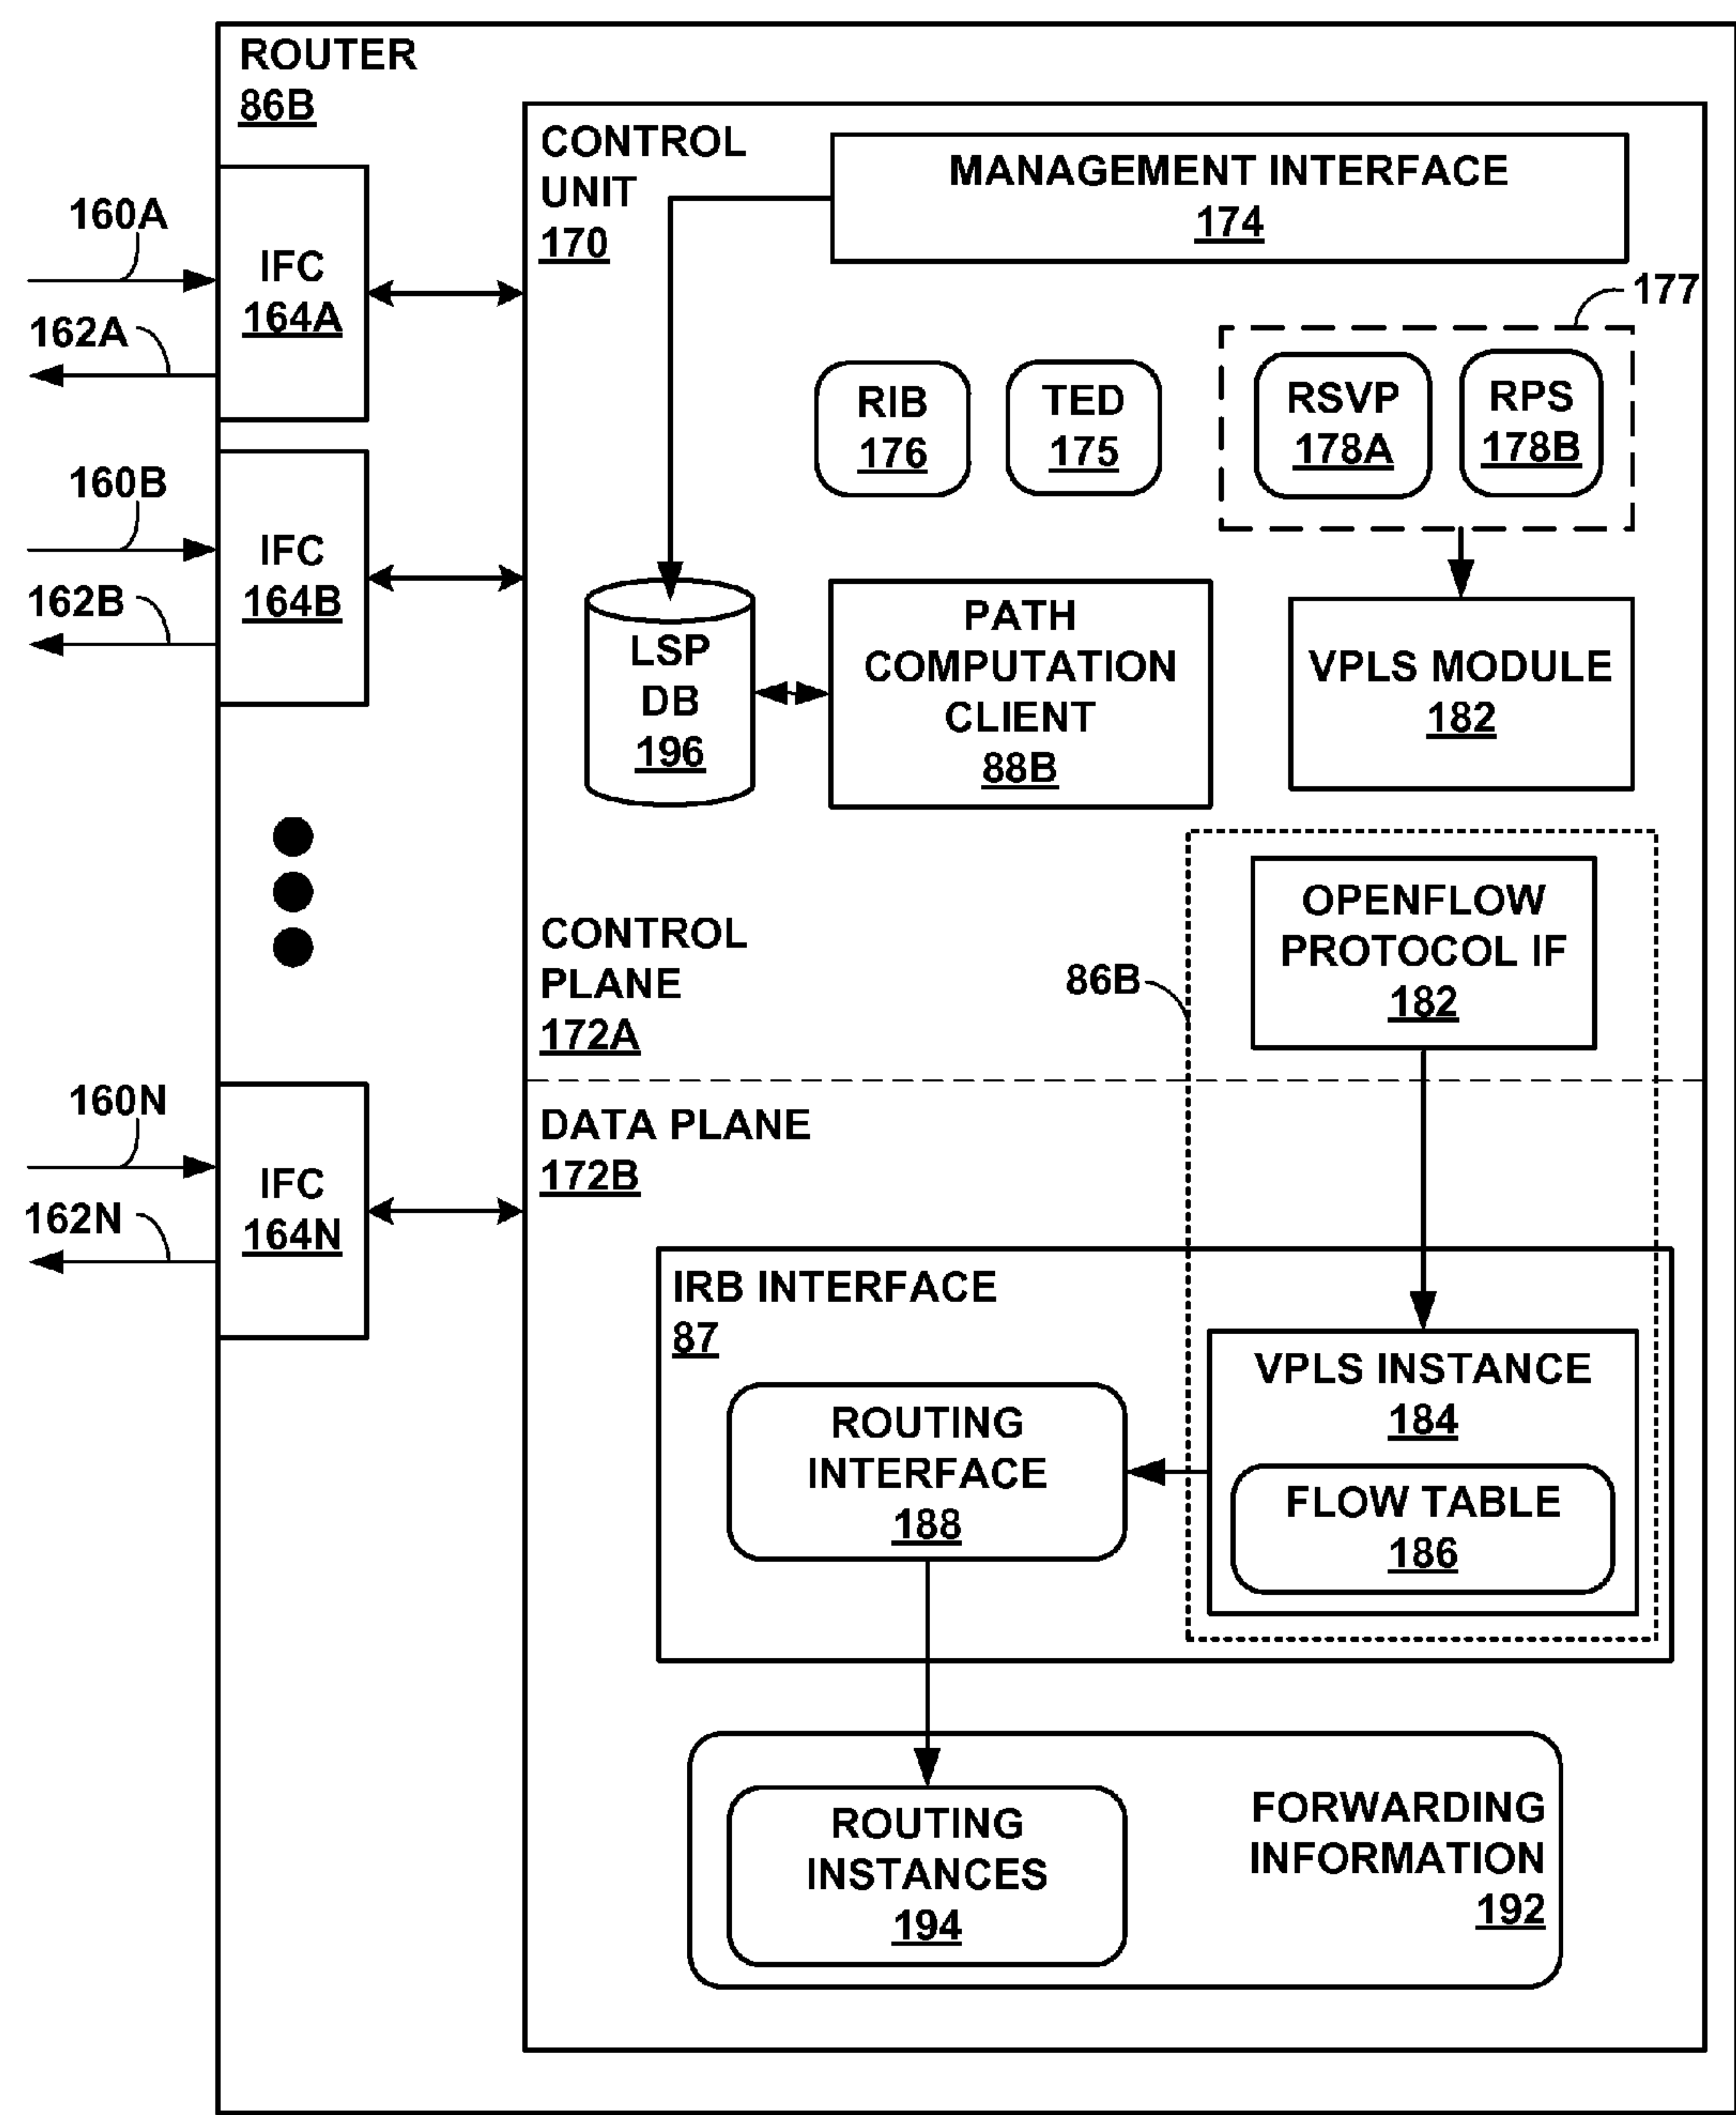 ROUTER
86B
CONTROL
UNIT
170
MANAGEMENT INTERFACE
174
160A
162A
IFC
164A
177
RIB
176
TED
175
RSVP
178A
RPS
178B
160B
162B
IFC
164B
LSP
DB
196
PATH
COMPUTATION
CLIENT
88B
VPLS MODULE
182
OPENFLOW
PROTOCOL IF
182
86B
CONTROL
PLANE
172A
DATA PLANE
172B
160N
162N
IFC
164N
IRB INTERFACE
87
VPLS INSTANCE
184
FLOW TABLE
186
ROUTING
INTERFACE
188
ROUTING
INSTANCES
194
FORWARDING
INFORMATION
192